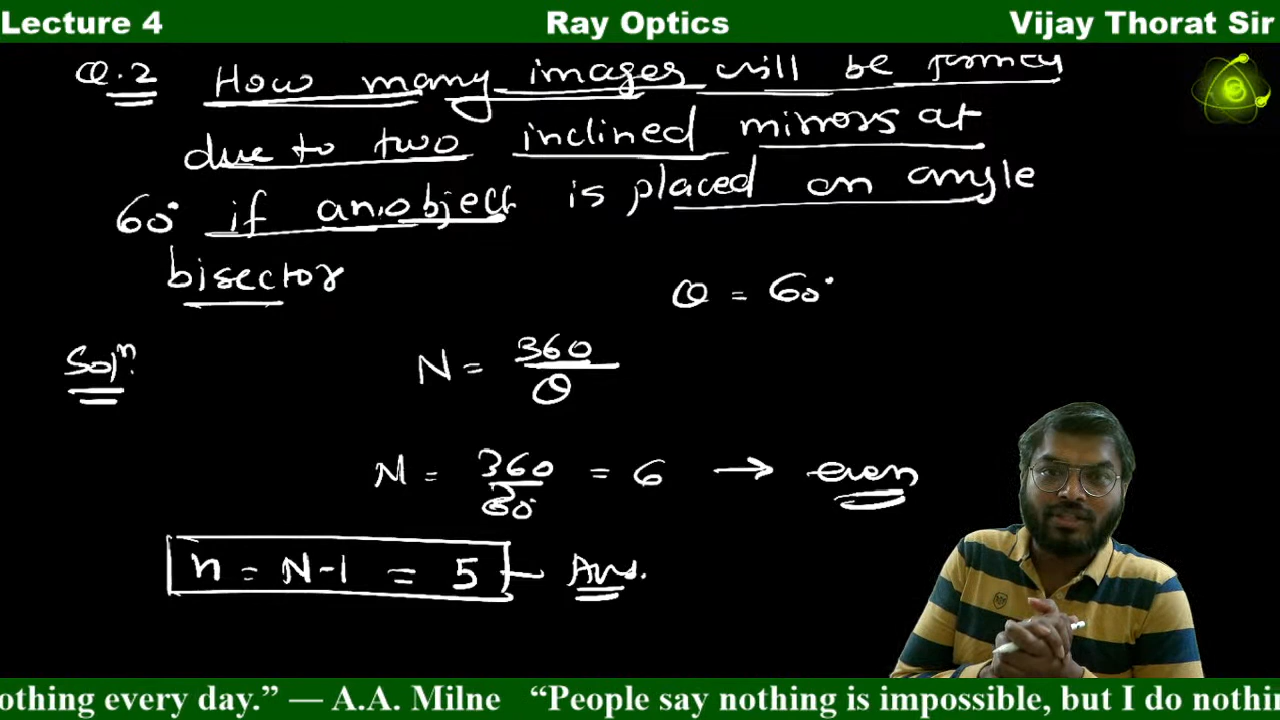 Lecture 4 Ray Optics Vijay Thorat Sir
Q.2 How many images will be formed
due to two inclined mirrors at
60° if an object is placed on angle
bisector
θ = 60°
Solⁿ. N = 360/θ
N = 360/60° = 6 → even
n = N-1 = 5 Ans.
othing every day.” — A.A. Milne “People say nothing is impossible, but I do nothi